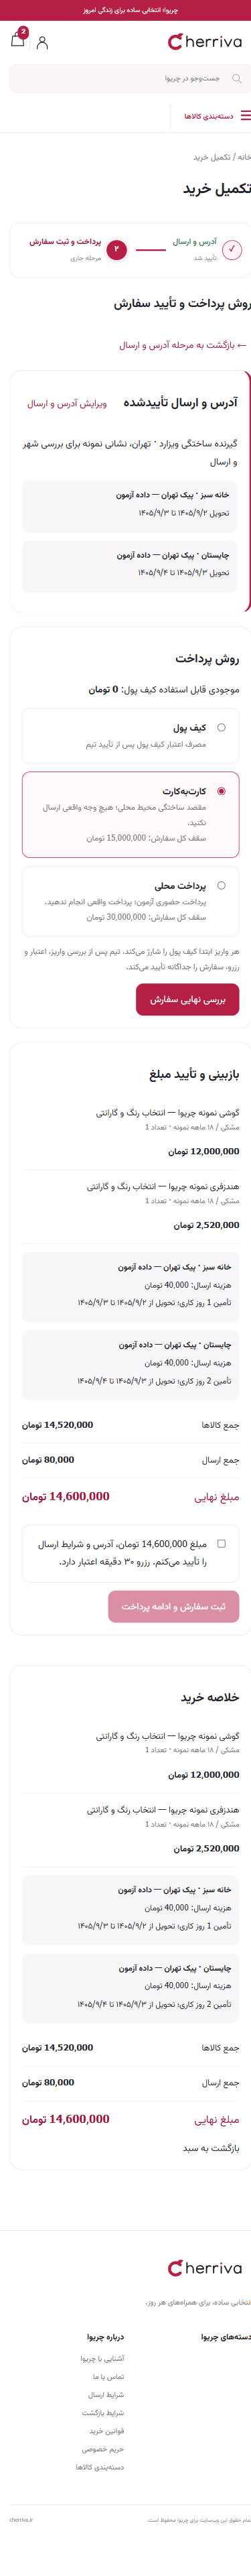 چریوا؛ انتخابی ساده برای زندگی امروز
2
cherriva
جست‌وجو در چریوا
دسته‌بندی کالاها
خانه / تکمیل خرید
تکمیل خرید
✓ آدرس و ارسال
تأیید شد
۲ پرداخت و ثبت سفارش
مرحله جاری
روش پرداخت و تأیید سفارش
← بازگشت به مرحله آدرس و ارسال
آدرس و ارسال تأییدشده
ویرایش آدرس و ارسال
گیرنده ساختگی ویزارد · تهران، نشانی نمونه برای بررسی شهر
و ارسال
خانه سبز · پیک تهران — داده آزمون
تحویل ۱۴۰۵/۹/۲ تا ۱۴۰۵/۹/۳
چایستان · پیک تهران — داده آزمون
تحویل ۱۴۰۵/۹/۳ تا ۱۴۰۵/۹/۴
روش پرداخت
موجودی قابل استفاده کیف پول: 0 تومان
کیف پول
مصرف اعتبار کیف پول پس از تأیید تیم
کارت‌به‌کارت
مقصد ساختگی محیط محلی؛ هیچ وجه واقعی ارسال
نکنید.
سقف کل سفارش: 15,000,000 تومان
پرداخت محلی
پرداخت حضوری آزمون؛ پرداخت واقعی انجام ندهید.
سقف کل سفارش: 30,000,000 تومان
هر واریز ابتدا کیف پول را شارژ می‌کند. تیم پس از بررسی واریز، اعتبار و
رزرو، سفارش را جداگانه تأیید می‌کند.
بررسی نهایی سفارش
بازبینی و تأیید مبلغ
گوشی نمونه چریوا — انتخاب رنگ و گارانتی
مشکی / ۱۸ ماهه نمونه · تعداد 1
12,000,000 تومان
هندزفری نمونه چریوا — انتخاب رنگ و گارانتی
مشکی / ۱۸ ماهه نمونه · تعداد 1
2,520,000 تومان
خانه سبز · پیک تهران — داده آزمون
هزینه ارسال: 40,000 تومان
تأمین 1 روز کاری؛ تحویل از ۱۴۰۵/۹/۲ تا ۱۴۰۵/۹/۳
چایستان · پیک تهران — داده آزمون
هزینه ارسال: 40,000 تومان
تأمین 2 روز کاری؛ تحویل از ۱۴۰۵/۹/۳ تا ۱۴۰۵/۹/۴
جمع کالاها 14,520,000 تومان
جمع ارسال 80,000 تومان
مبلغ نهایی 14,600,000 تومان
مبلغ 14,600,000 تومان، آدرس و شرایط ارسال
را تأیید می‌کنم. رزرو ۳۰ دقیقه اعتبار دارد.
ثبت سفارش و ادامه پرداخت
خلاصه خرید
گوشی نمونه چریوا — انتخاب رنگ و گارانتی
مشکی / ۱۸ ماهه نمونه · تعداد 1
12,000,000 تومان
هندزفری نمونه چریوا — انتخاب رنگ و گارانتی
مشکی / ۱۸ ماهه نمونه · تعداد 1
2,520,000 تومان
خانه سبز · پیک تهران — داده آزمون
هزینه ارسال: 40,000 تومان
تأمین 1 روز کاری؛ تحویل از ۱۴۰۵/۹/۲ تا ۱۴۰۵/۹/۳
چایستان · پیک تهران — داده آزمون
هزینه ارسال: 40,000 تومان
تأمین 2 روز کاری؛ تحویل از ۱۴۰۵/۹/۳ تا ۱۴۰۵/۹/۴
جمع کالاها 14,520,000 تومان
جمع ارسال 80,000 تومان
مبلغ نهایی 14,600,000 تومان
بازگشت به سبد
cherriva
انتخابی ساده، برای همراه‌های هر روز.
دسته‌های چریوا
درباره چریوا
آشنایی با چریوا
تماس با ما
شرایط ارسال
شرایط بازگشت
قوانین خرید
حریم خصوصی
دسته‌بندی کالاها
تمام حقوق این وب‌سایت برای چریوا محفوظ است.
cherriva.ir